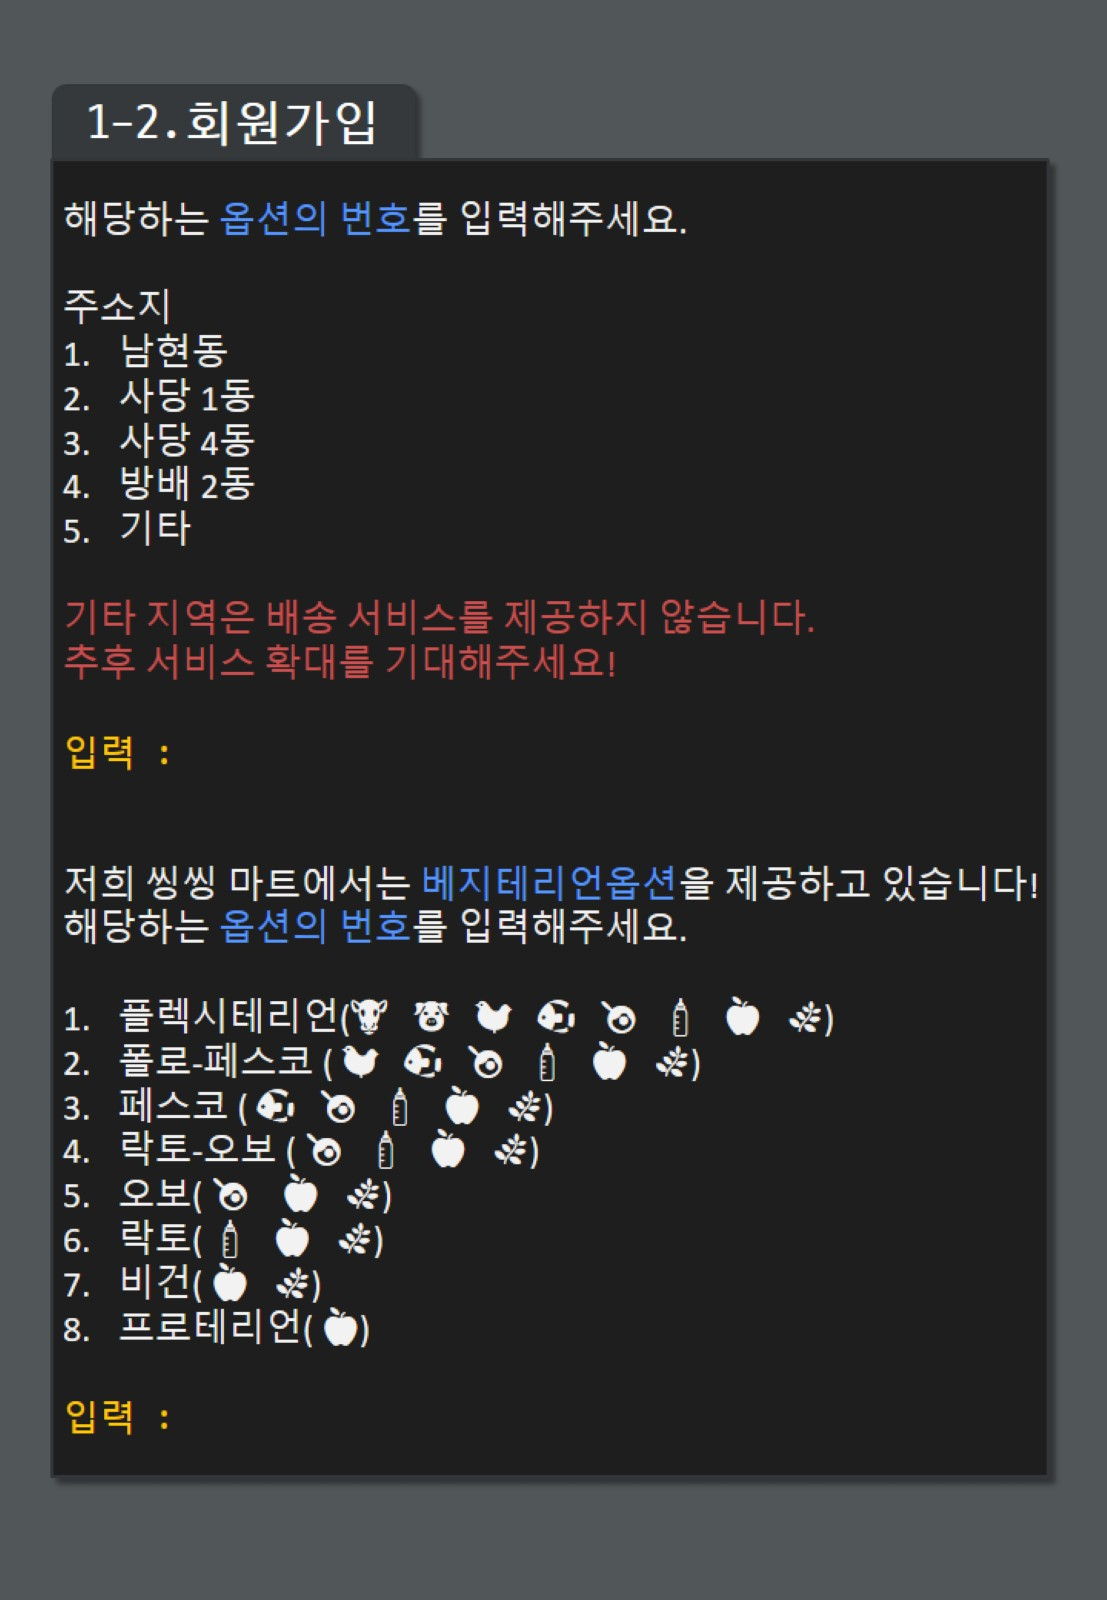 1-2.회원가입
해당하는 옵션의 번호를 입력해주세요.
주소지
1. 남현동
2. 사당 1동
3. 사당 4동
4. 방배 2동
5. 기타
기타 지역은 배송 서비스를 제공하지 않습니다.
추후 서비스 확대를 기대해주세요!
입력 :
저희 씽씽 마트에서는 베지테리언옵션을 제공하고 있습니다!
해당하는 옵션의 번호를 입력해주세요.
1. 플렉시테리언( )
2. 폴로-페스코 ( )
3. 페스코 ( )
4. 락토-오보 ( )
5. 오보( )
6. 락토( )
7. 비건( )
8. 프로테리언( )
입력 :